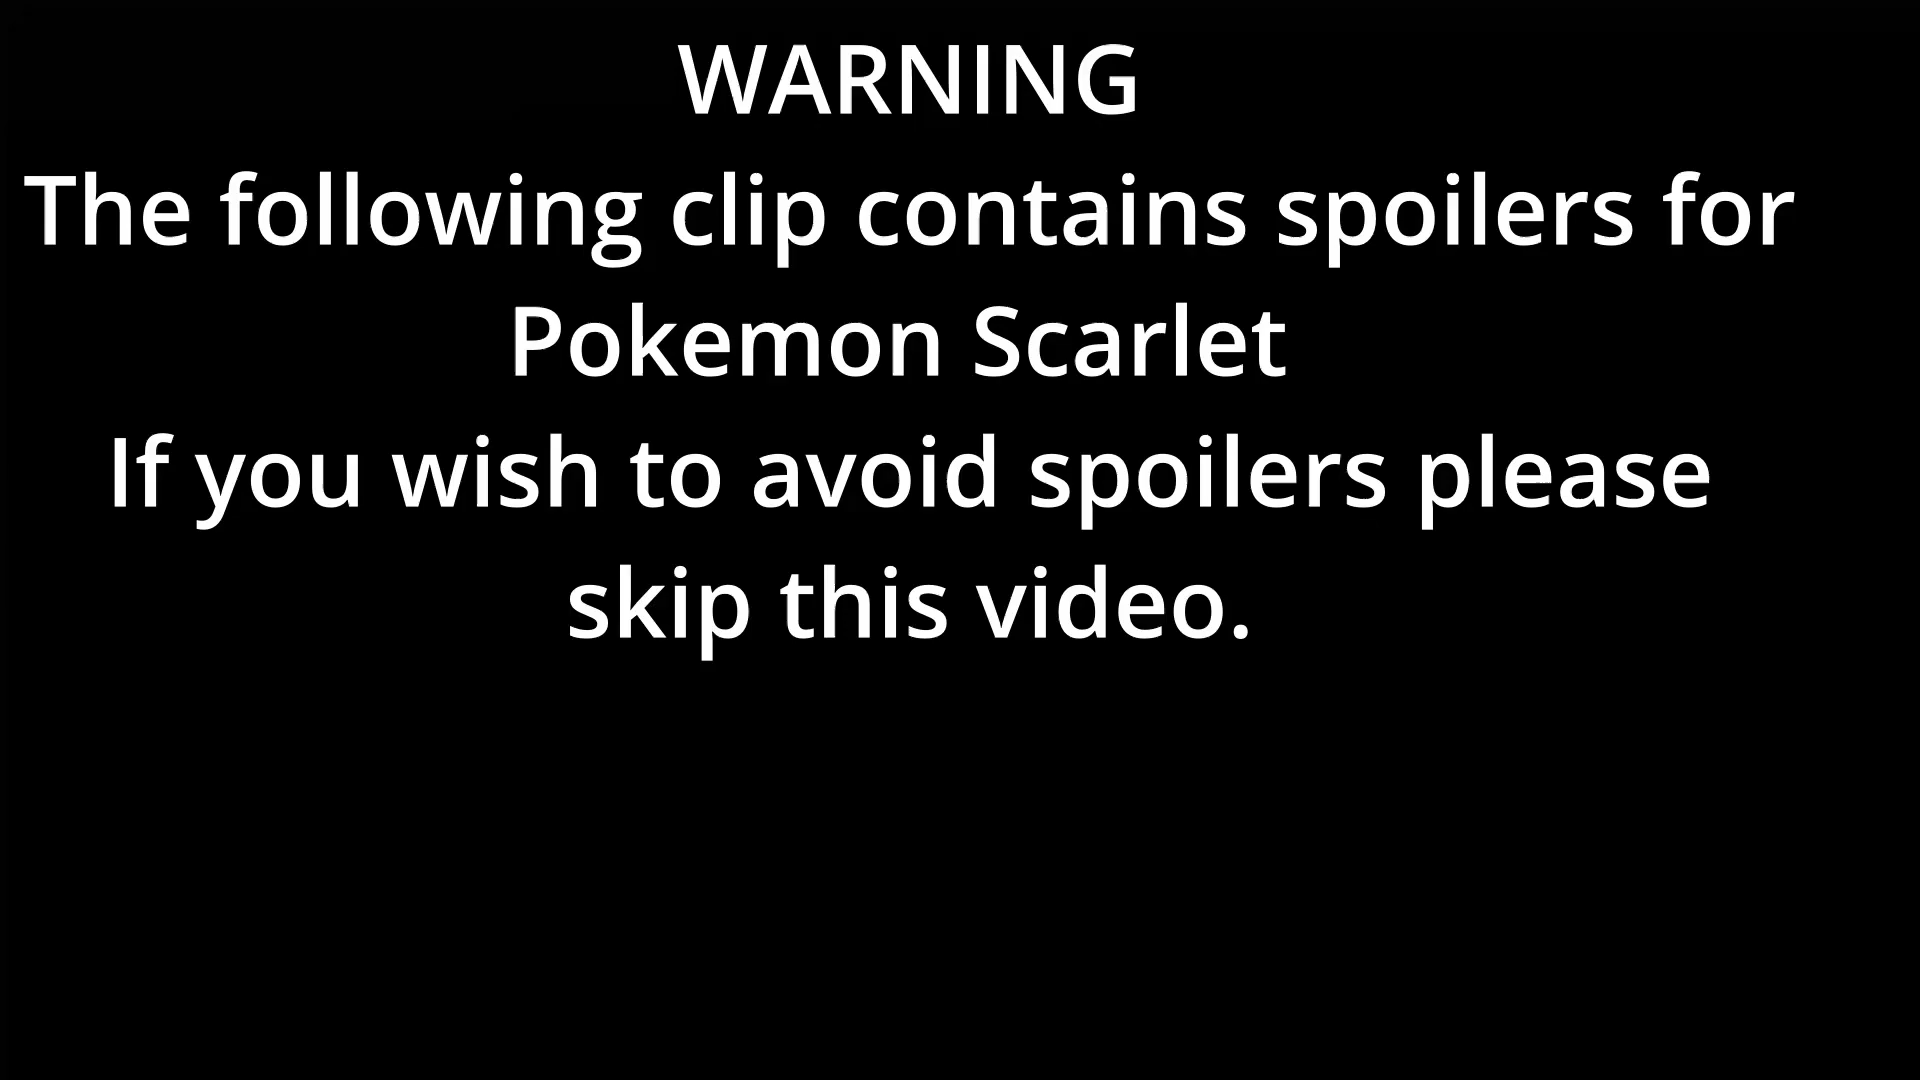 WARNING
The following clip contains spoilers for
Pokemon Scarlet
If you wish to avoid spoilers please
skip this video.